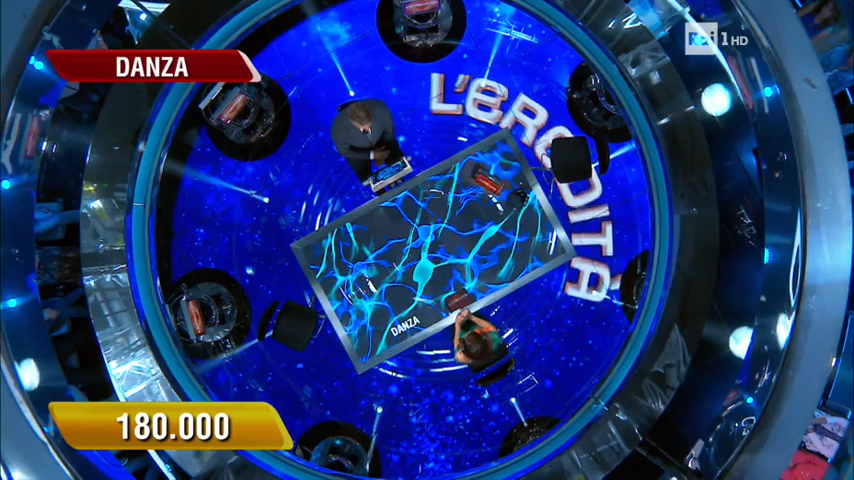 Rai 1 HD
DANZA
L'EREDITÀ
DANZA
180.000